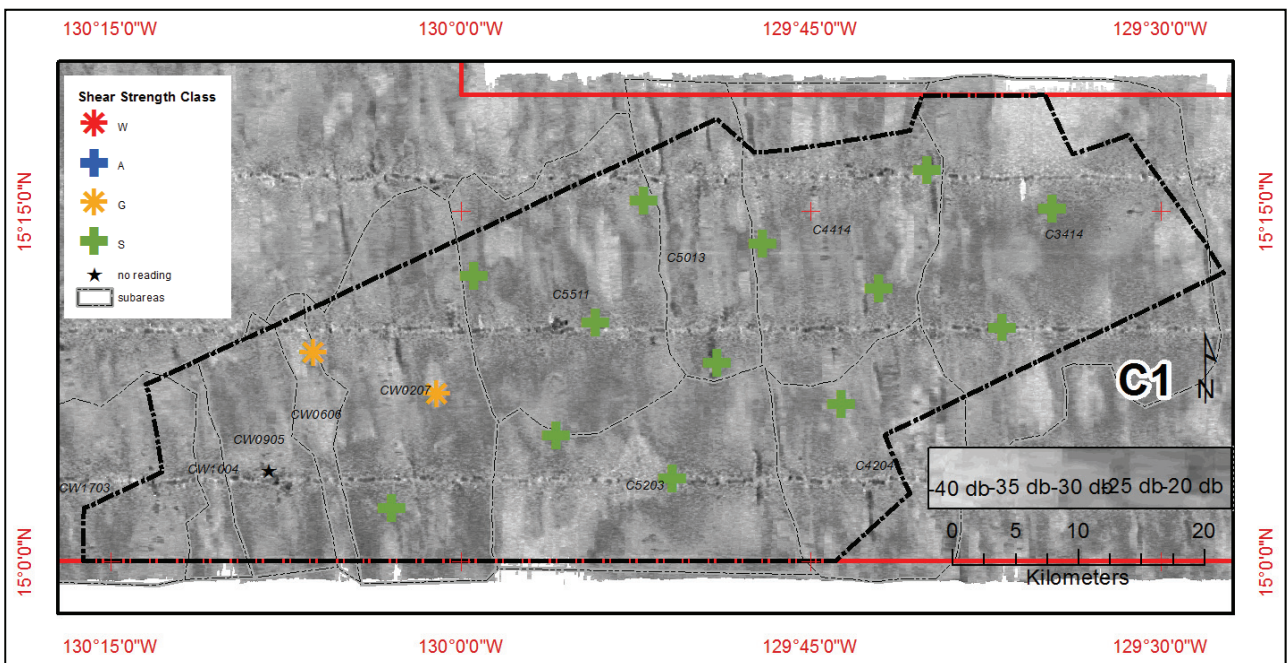 130°15'0"W 130°0'0"W 129°45'0"W 129°30'0"W
Shear Strength Class
W
A
G
S
no reading
subareas
15°15'0"N
15°15'0"N
C4414
C3414
C5013
C5511
C1
N
CW0207
CW0606
CW0905
CW1004
CW1703
C4204
C5203
-40 db -35 db -30 db -25 db -20 db
0 5 10 20
Kilometers
15°0'0"N
15°0'0"N
130°15'0"W 130°0'0"W 129°45'0"W 129°30'0"W